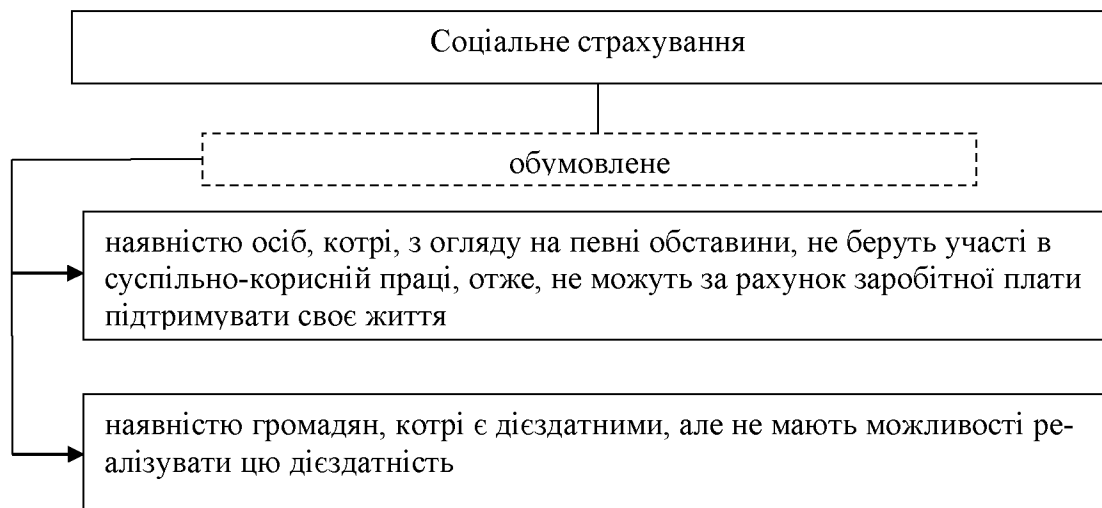 Соціальне страхування
обумовлене
наявністю осіб, котрі, з огляду на певні обставини, не беруть участі в
суспільно-корисній праці, отже, не можуть за рахунок заробітної плати
підтримувати своє життя
наявністю громадян, котрі є дієздатними, але не мають можливості ре-
алізувати цю дієздатність